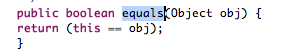 public boolean equals(Object obj) {
return (this == obj);
}